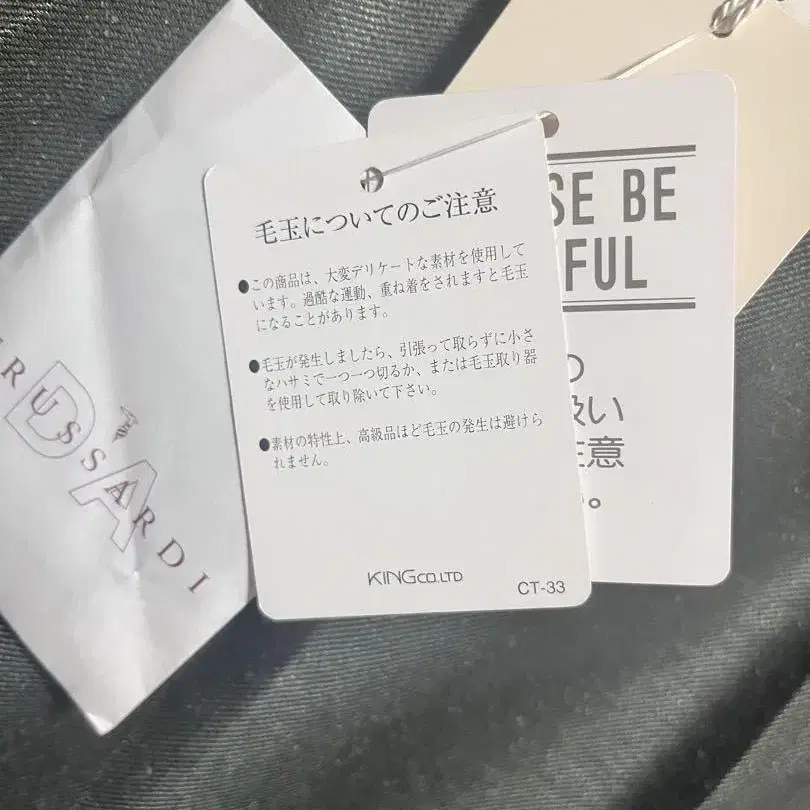 毛玉についてのご注意
●この商品は、大変デリケートな素材を使用して
います。過酷な運動、重ね着をされますと毛玉
になることがあります。
●毛玉が発生しましたら、引張って取らずに小さ
なハサミで一つ一つ切るか、または毛玉取り器
を使用して取り除いて下さい。
●素材の特性上、高級品ほど毛玉の発生は避けら
れません。
KING CO.LTD
CT-33
SE BE
FUL
の
扱い
注意
。
RUSSARDI
DA